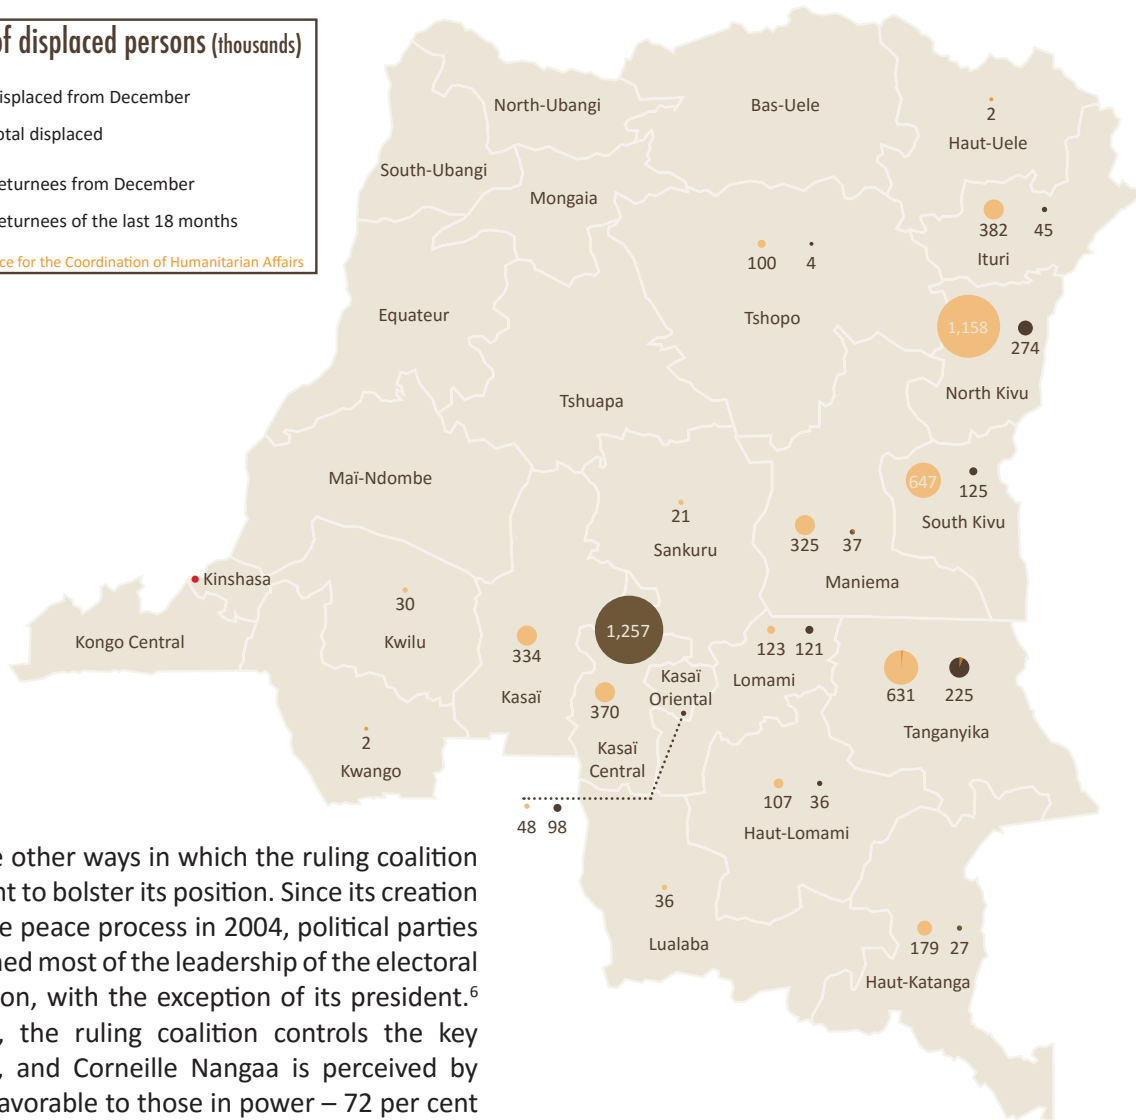 of displaced persons (thousands)
isplaced from December
otal displaced
eturnees from December
eturnees of the last 18 months
ce for the Coordination of Humanitarian Affairs
North-Ubangi
Bas-Uele
2
Haut-Uele
South-Ubangi
Mongaia
382 45
Ituri
100 4
Tshopo
Equateur
1,158
274
North Kivu
Tshuapa
Maï-Ndombe
647
125
South Kivu
21
Sankuru
325 37
Maniema
Kinshasa
30
Kwilu
Kongo Central
334
Kasaï
1,257
370
Kasaï
Central
Kasaï
Oriental
123 121
Lomami
631 225
Tanganyika
2
Kwango
48 98
107 36
Haut-Lomami
36
Lualaba
179 27
Haut-Katanga
e other ways in which the ruling coalition
nt to bolster its position. Since its creation
e peace process in 2004, political parties
ned most of the leadership of the electoral
on, with the exception of its president.6
, the ruling coalition controls the key
, and Corneille Nangaa is perceived by
avorable to those in power – 72 per cent